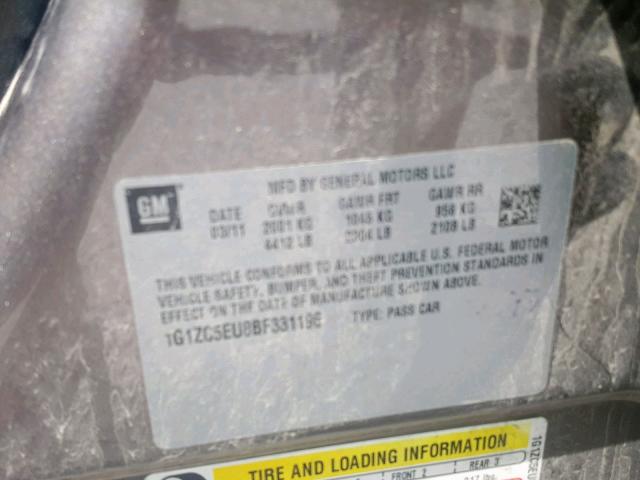 MFD BY GENERAL MOTORS LLC
GM
DATE GVWR GAWR FRT GAWR RR
03/11 2001 KG 1045 KG 956 KG
4412 LB 2304 LB 2108 LB
THIS VEHICLE CONFORMS TO ALL APPLICABLE U.S. FEDERAL MOTOR
VEHICLE SAFETY, BUMPER, AND THEFT PREVENTION STANDARDS IN
EFFECT ON THE DATE OF MANUFACTURE SHOWN ABOVE.
1G1ZC5EU8BF331196 TYPE: PASS CAR
TIRE AND LOADING INFORMATION
FRONT 2 REAR 3
lbs.
1G1ZC5EU